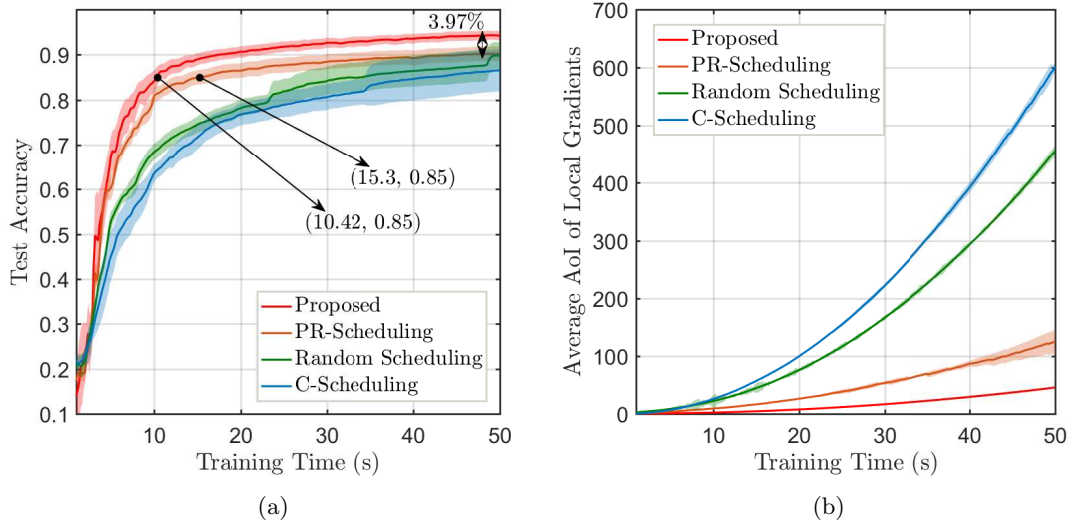 3.97%
0.9
0.8
0.7
0.6
0.5
0.4
0.3
0.2
0.1
Test Accuracy
(15.3, 0.85)
(10.42, 0.85)
Proposed
PR-Scheduling
Random Scheduling
C-Scheduling
10 20 30 40 50
Training Time (s)
(a)
700
600
500
400
300
200
100
0
Average AoI of Local Gradients
Proposed
PR-Scheduling
Random Scheduling
C-Scheduling
10 20 30 40 50
Training Time (s)
(b)